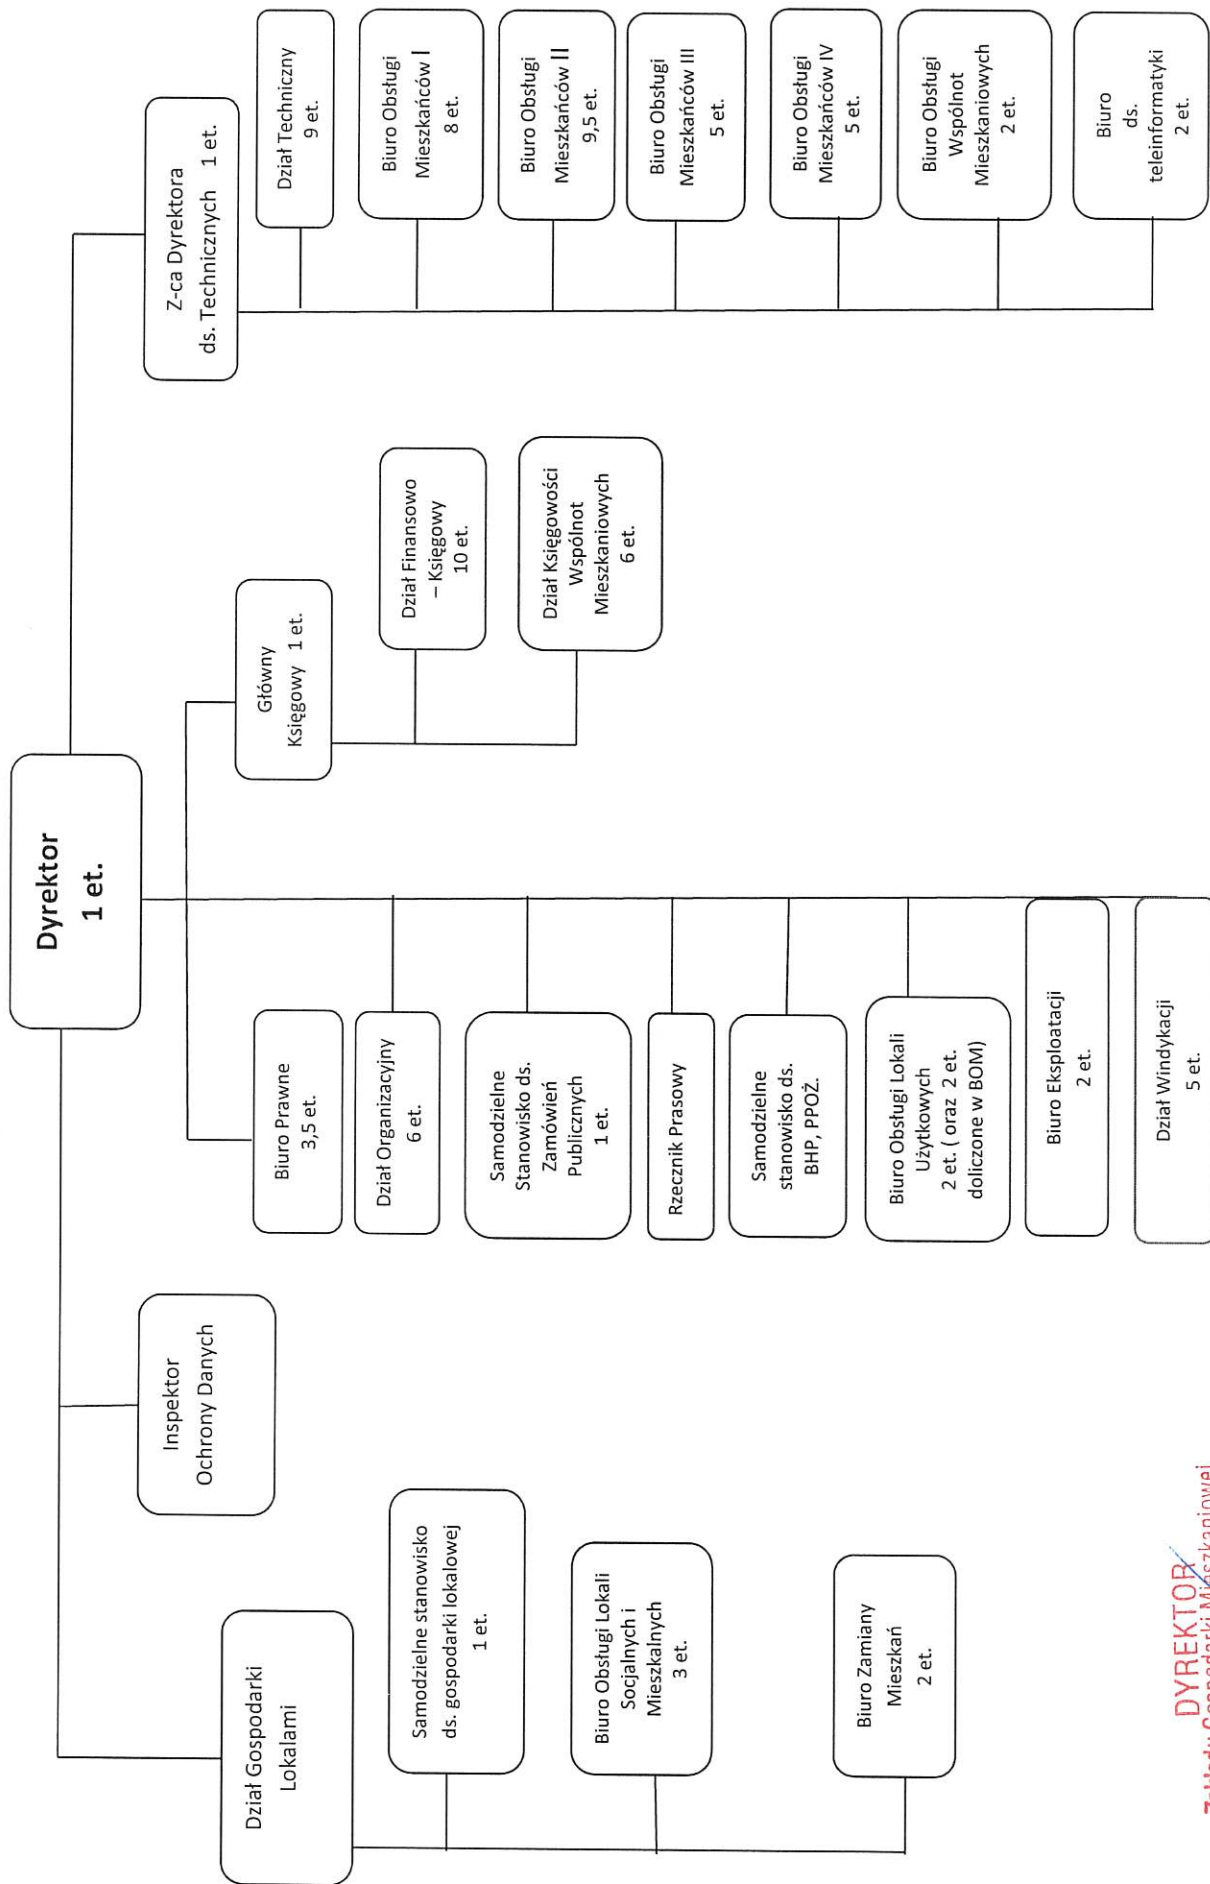 Dyrektor
1 et.
Dział Gospodarki
Lokalami
Samodzielne stanowisko
ds. gospodarki lokalowej
1 et.
Biuro Obsługi Lokali
Socjalnych i
Mieszkalnych
3 et.
Biuro Zamiany
Mieszkań
2 et.
Inspektor
Ochrony Danych
Biuro Prawne
3,5 et.
Dział Organizacyjny
6 et.
Samodzielne
Stanowisko ds.
Zamówień
Publicznych
1 et.
Rzecznik Prasowy
Samodzielne
stanowisko ds.
BHP, PPOŻ.
Biuro Obsługi Lokali
Użytkowych
2 et. ( oraz 2 et.
doliczone w BOM)
Biuro Eksploatacji
2 et.
Dział Windykacji
5 et.
Główny
Księgowy 1 et.
Dział Finansowo
– Księgowy
10 et.
Dział Księgowości
Wspólnot
Mieszkaniowych
6 et.
Z-ca Dyrektora
ds. Technicznych 1 et.
Dział Techniczny
9 et.
Biuro Obsługi
Mieszkańców I
8 et.
Biuro Obsługi
Mieszkańców II
9,5 et.
Biuro Obsługi
Mieszkańców III
5 et.
Biuro Obsługi
Mieszkańców IV
5 et.
Biuro Obsługi
Wspólnot
Mieszkaniowych
2 et.
Biuro
ds.
teleinformatyki
2 et.
DYREKTOR
Zakładu Gospodarki Mieszkaniowej